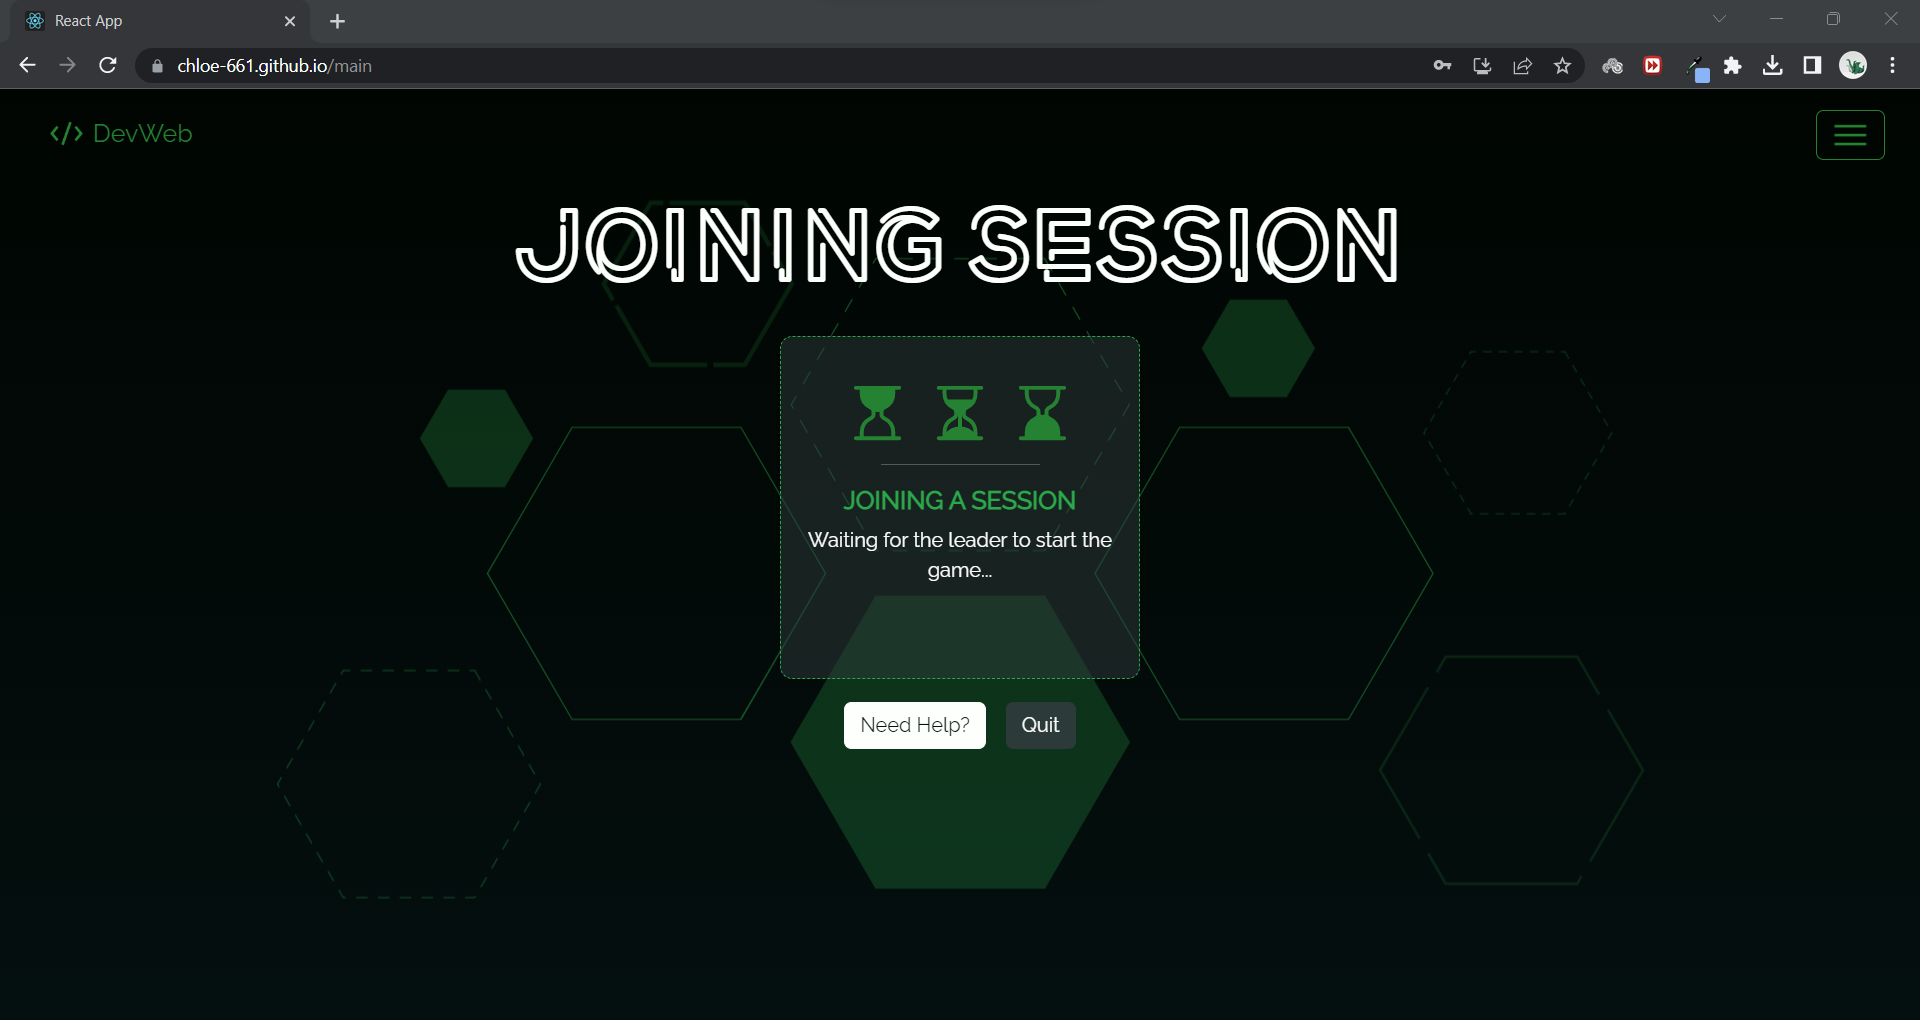 React App
chloe-661.github.io/main
</> DevWeb
JOINING SESSION
JOINING A SESSION
Waiting for the leader to start the
game...
Need Help?
Quit